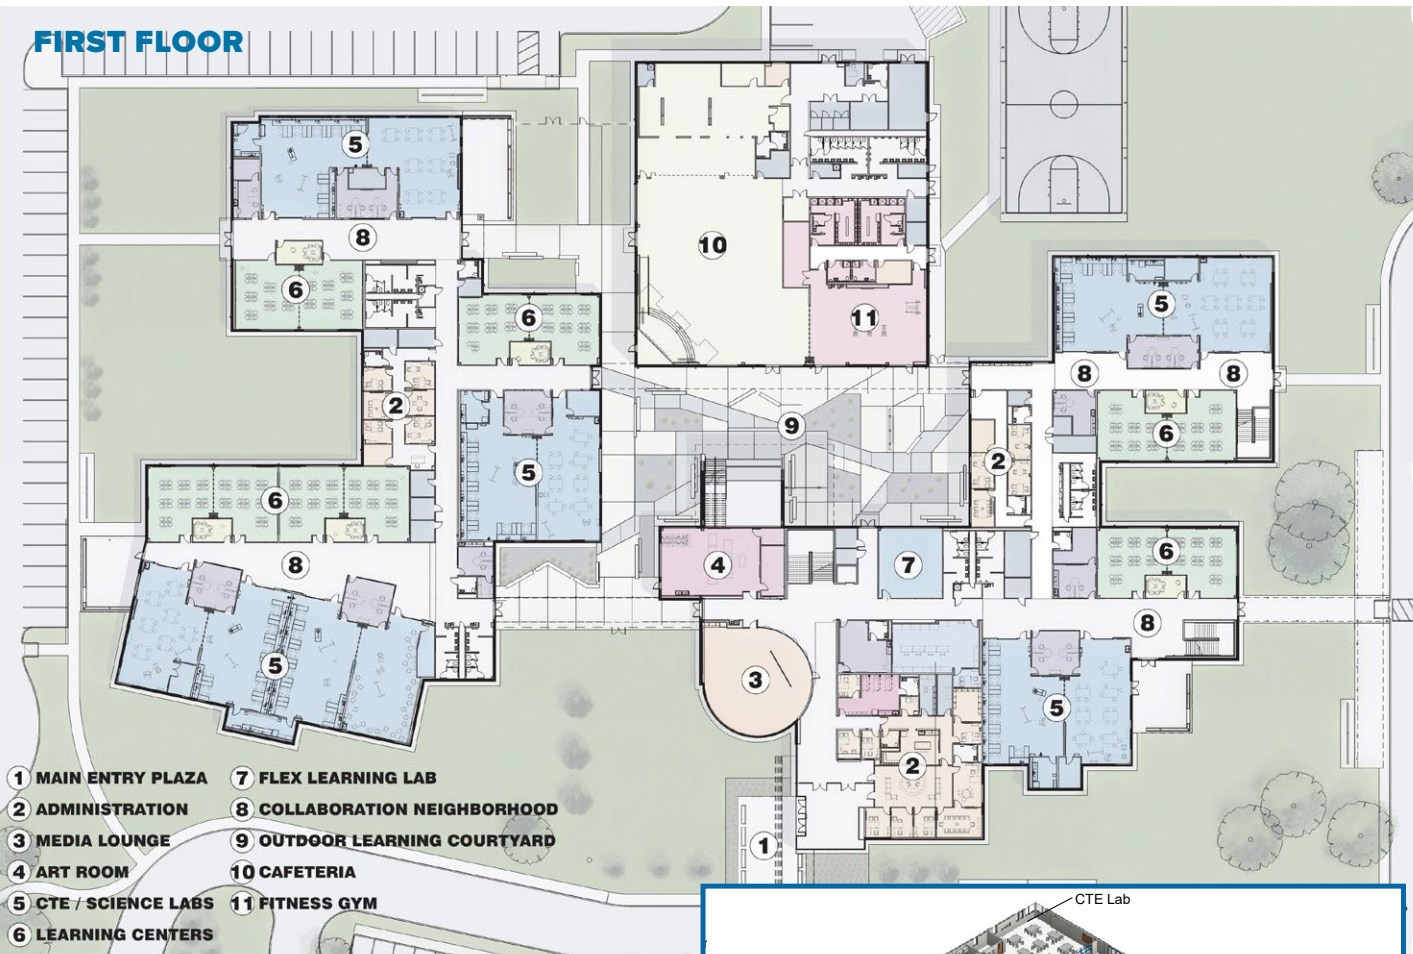 FIRST FLOOR
5
8
6
6
10
11
5
8
8
2
9
6
2
5
6
4
7
6
8
8
5
3
5
2
1
1 MAIN ENTRY PLAZA
2 ADMINISTRATION
3 MEDIA LOUNGE
4 ART ROOM
5 CTE / SCIENCE LABS
6 LEARNING CENTERS
7 FLEX LEARNING LAB
8 COLLABORATION NEIGHBORHOOD
9 OUTDOOR LEARNING COURTYARD
10 CAFETERIA
11 FITNESS GYM
CTE Lab